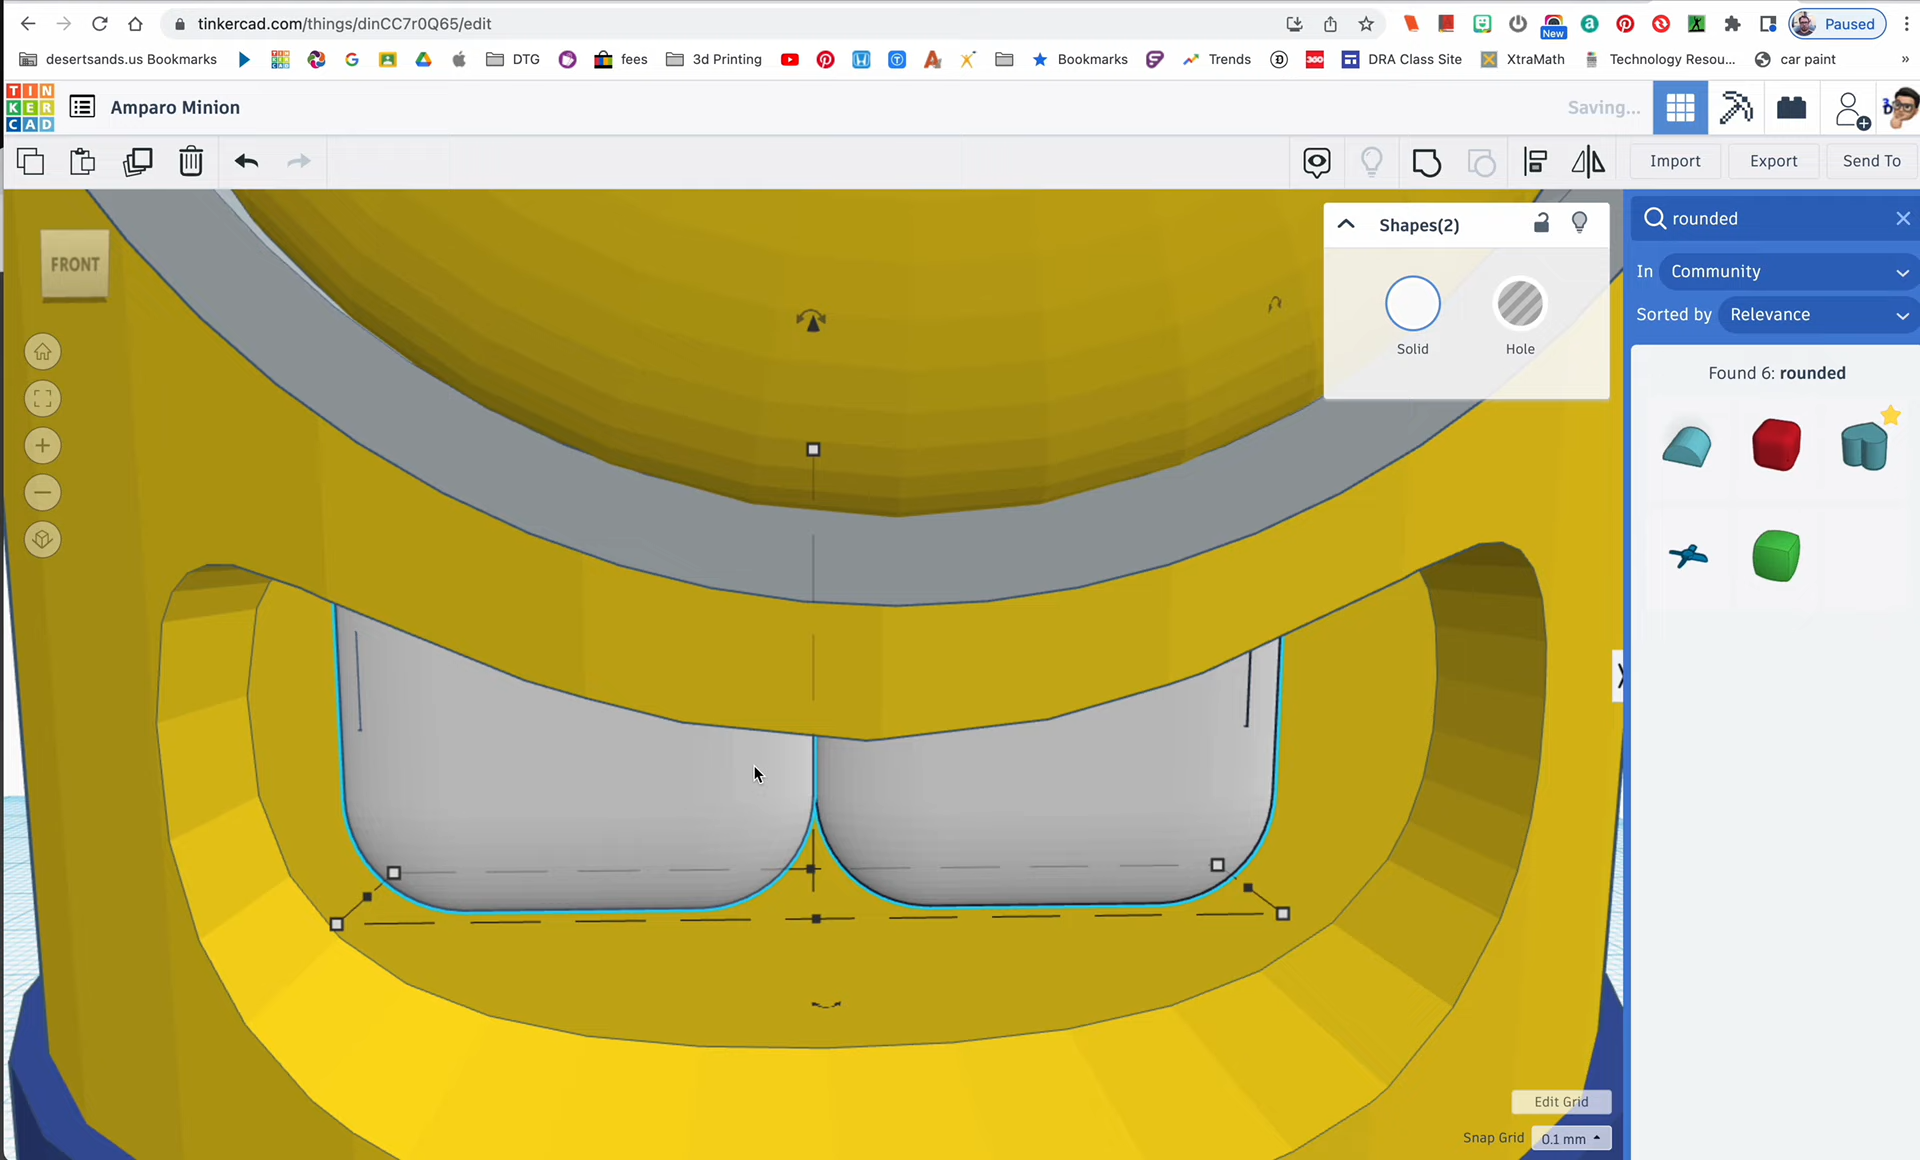 tinkercad.com/things/dinCC7r0Q65/edit
New
Paused
desertsands.us Bookmarks
DTG
fees
3d Printing
Bookmarks
Trends
300
DRA Class Site
XtraMath
Technology Resou...
car paint
»
TIN
KER
CAD
Amparo Minion
Saving...
Import
Export
Send To
FRONT
Shapes(2)
Solid
Hole
rounded
In
Community
Sorted by
Relevance
Found 6: rounded
Edit Grid
Snap Grid
0.1 mm